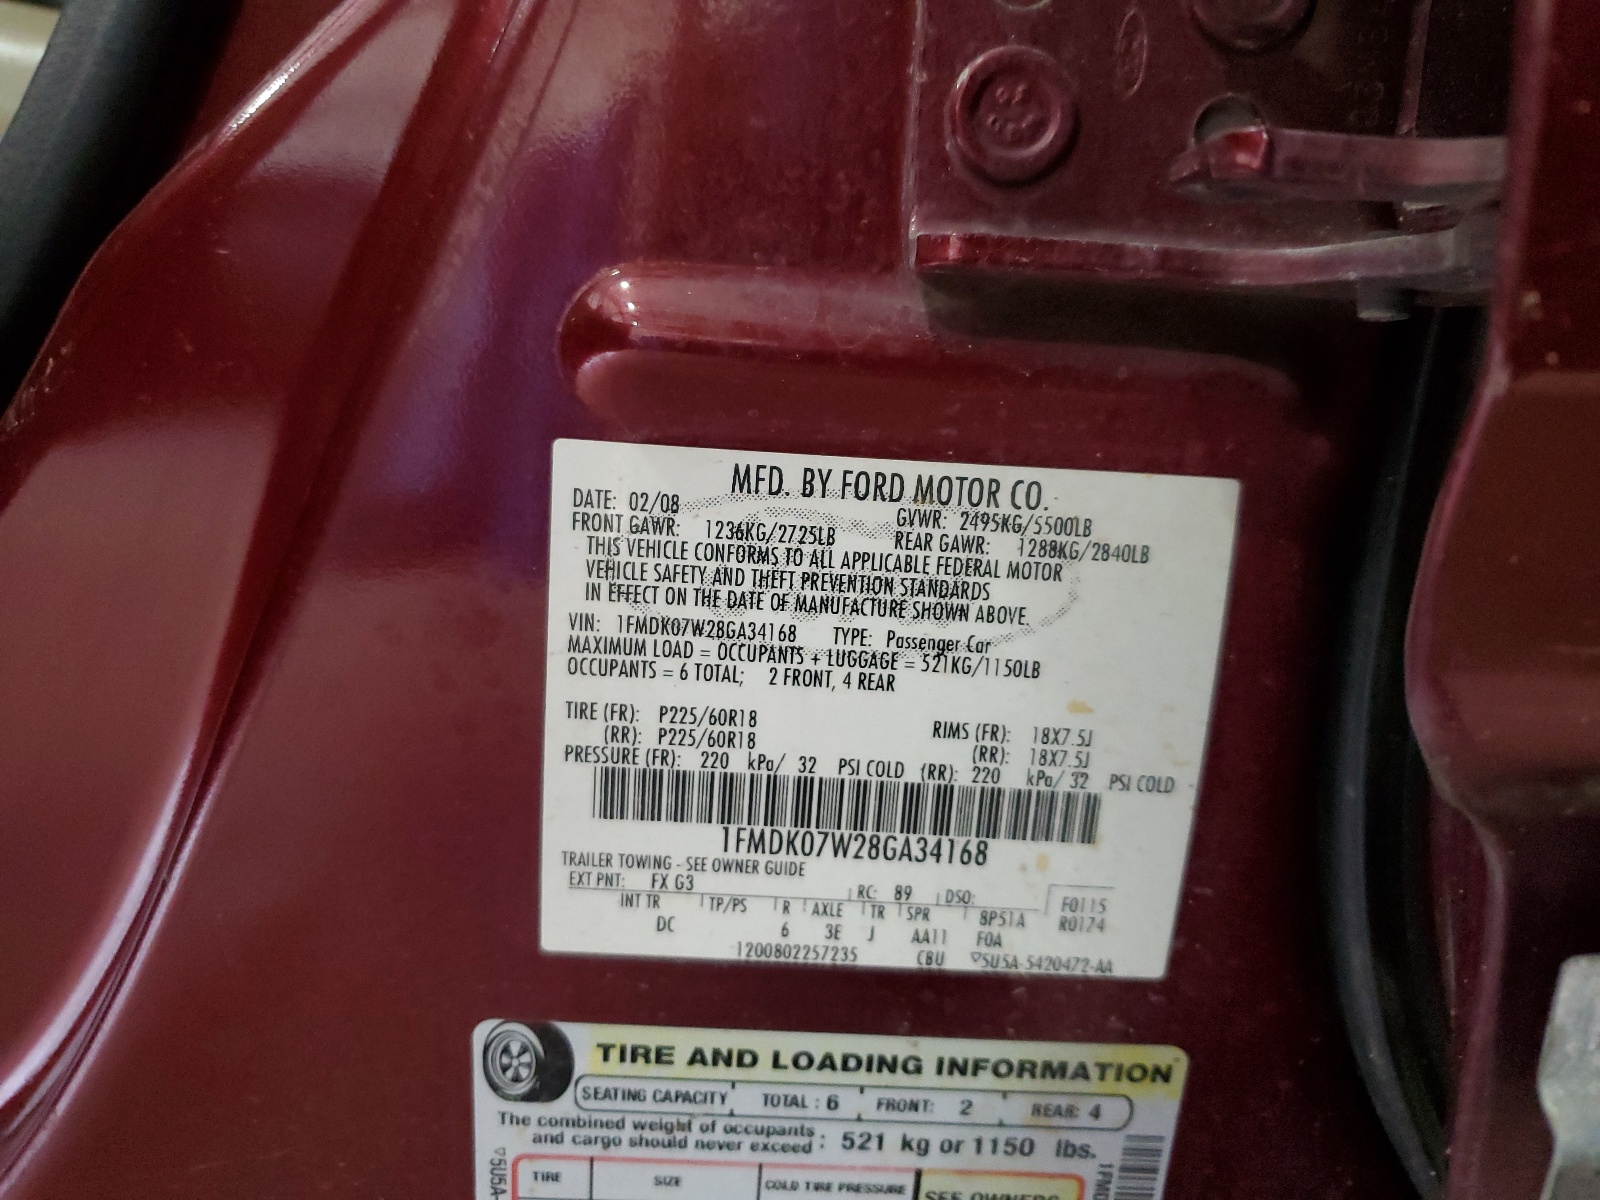 MFD. BY FORD MOTOR CO.
DATE: 02/08 GVWR: 2495KG/5500LB
FRONT GAWR: 1236KG/2725LB REAR GAWR: 1288KG/2840LB
THIS VEHICLE CONFORMS TO ALL APPLICABLE FEDERAL MOTOR
VEHICLE SAFETY AND THEFT PREVENTION STANDARDS
IN EFFECT ON THE DATE OF MANUFACTURE SHOWN ABOVE.
VIN: 1FMDK07W28GA34168 TYPE: Passenger Car
MAXIMUM LOAD = OCCUPANTS + LUGGAGE = 521KG/1150LB
OCCUPANTS = 6 TOTAL; 2 FRONT, 4 REAR
TIRE (FR): P225/60R18 RIMS (FR): 18X7.5J
(RR): P225/60R18 (RR): 18X7.5J
PRESSURE (FR): 220 kPa/ 32 PSI COLD (RR): 220 kPa/ 32 PSI COLD
1FMDK07W28GA34168
TRAILER TOWING - SEE OWNER GUIDE
EXT PNT: FX G3 RC: 89 DSO: F0115
INT TR TP/PS R AXLE TR SPR 8P51A R0174
DC 6 3E J AA11 F0A
1200802257235 CBU ▽5U5A-5420472-AA
TIRE AND LOADING INFORMATION
SEATING CAPACITY TOTAL : 6 FRONT: 2 REAR: 4
The combined weight of occupants
and cargo should never exceed : 521 kg or 1150 lbs.
TIRE SIZE COLD TIRE PRESSURE SEE OWNERS
▽5U5A-
1FMD